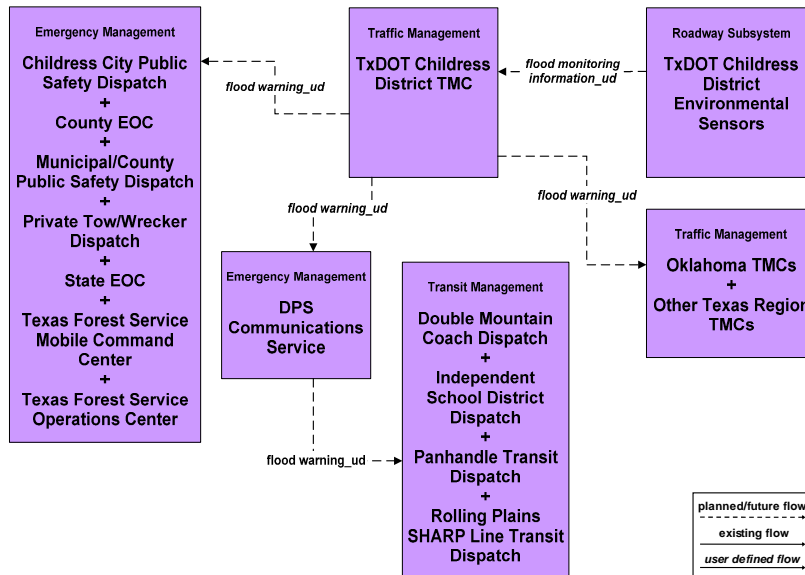 Emergency Management
Childress City Public
Safety Dispatch
+
County EOC
+
Municipal/County
Public Safety Dispatch
+
Private Tow/Wrecker
Dispatch
+
State EOC
+
Texas Forest Service
Mobile Command
Center
+
Texas Forest Service
Operations Center
flood warning_ud
Traffic Management
TxDOT Childress
District TMC
flood monitoring
information_ud
Roadway Subsystem
TxDOT Childress
District
Environmental
Sensors
flood warning_ud
flood warning_ud
Traffic Management
Oklahoma TMCs
+
Other Texas Region
TMCs
Emergency Management
DPS
Communications
Service
flood warning_ud
Transit Management
Double Mountain
Coach Dispatch
+
Independent
School District
Dispatch
+
Panhandle Transit
Dispatch
+
Rolling Plains
SHARP Line Transit
Dispatch
planned/future flow
existing flow
user defined flow